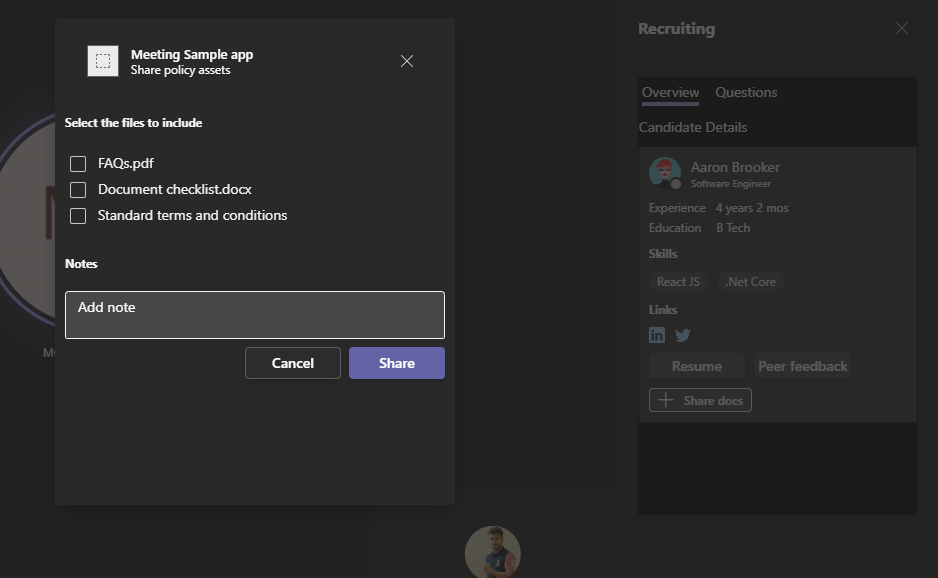 Meeting Sample app
Share policy assets
Select the files to include
FAQs.pdf
Document checklist.docx
Standard terms and conditions
Notes
Add note
Cancel Share
Recruiting
Overview Questions
Candidate Details
Aaron Brooker
Software Engineer
Experience 4 years 2 mos
Education B Tech
Skills
React JS .Net Core
Links
Resume Peer feedback
Share docs